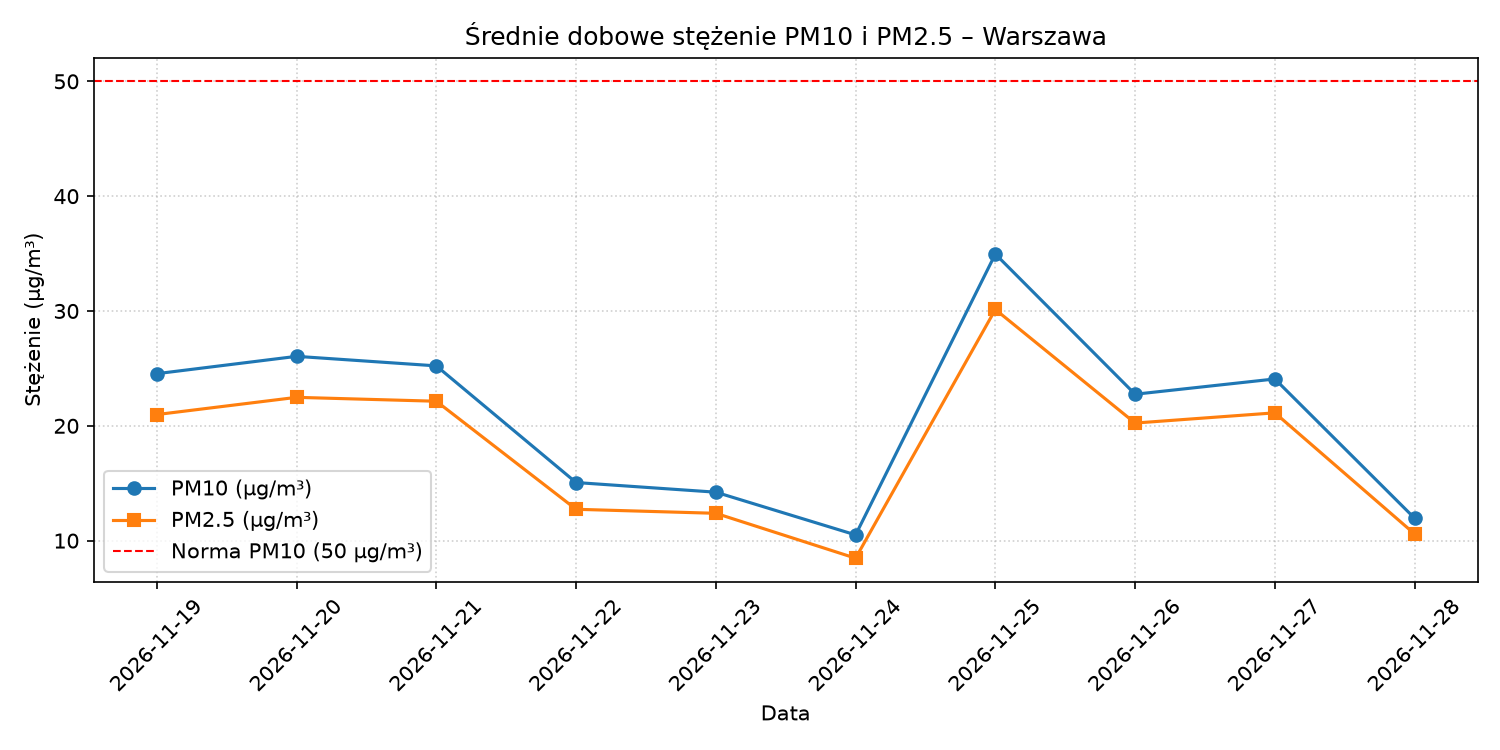 Średnie dobowe stężenie PM10 i PM2.5 – Warszawa
Stężenie (µg/m³)
50
40
30
20
10
PM10 (µg/m³)
PM2.5 (µg/m³)
Norma PM10 (50 µg/m³)
2026-11-19
2026-11-20
2026-11-21
2026-11-22
2026-11-23
2026-11-24
2026-11-25
2026-11-26
2026-11-27
2026-11-28
Data